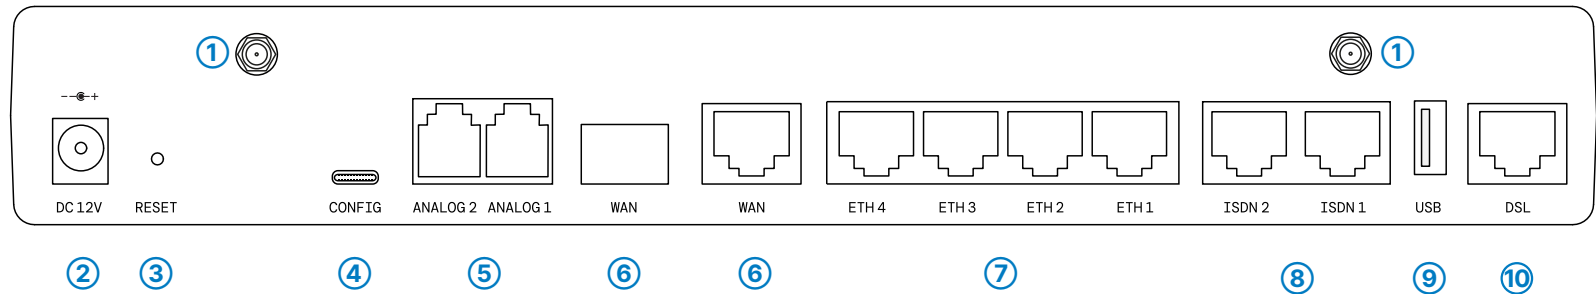 ① ①
DC 12V RESET CONFIG ANALOG 2 ANALOG 1 WAN WAN ETH 4 ETH 3 ETH 2 ETH 1 ISDN 2 ISDN 1 USB DSL
② ③ ④ ⑤ ⑥ ⑥ ⑦ ⑧ ⑨ ⑩